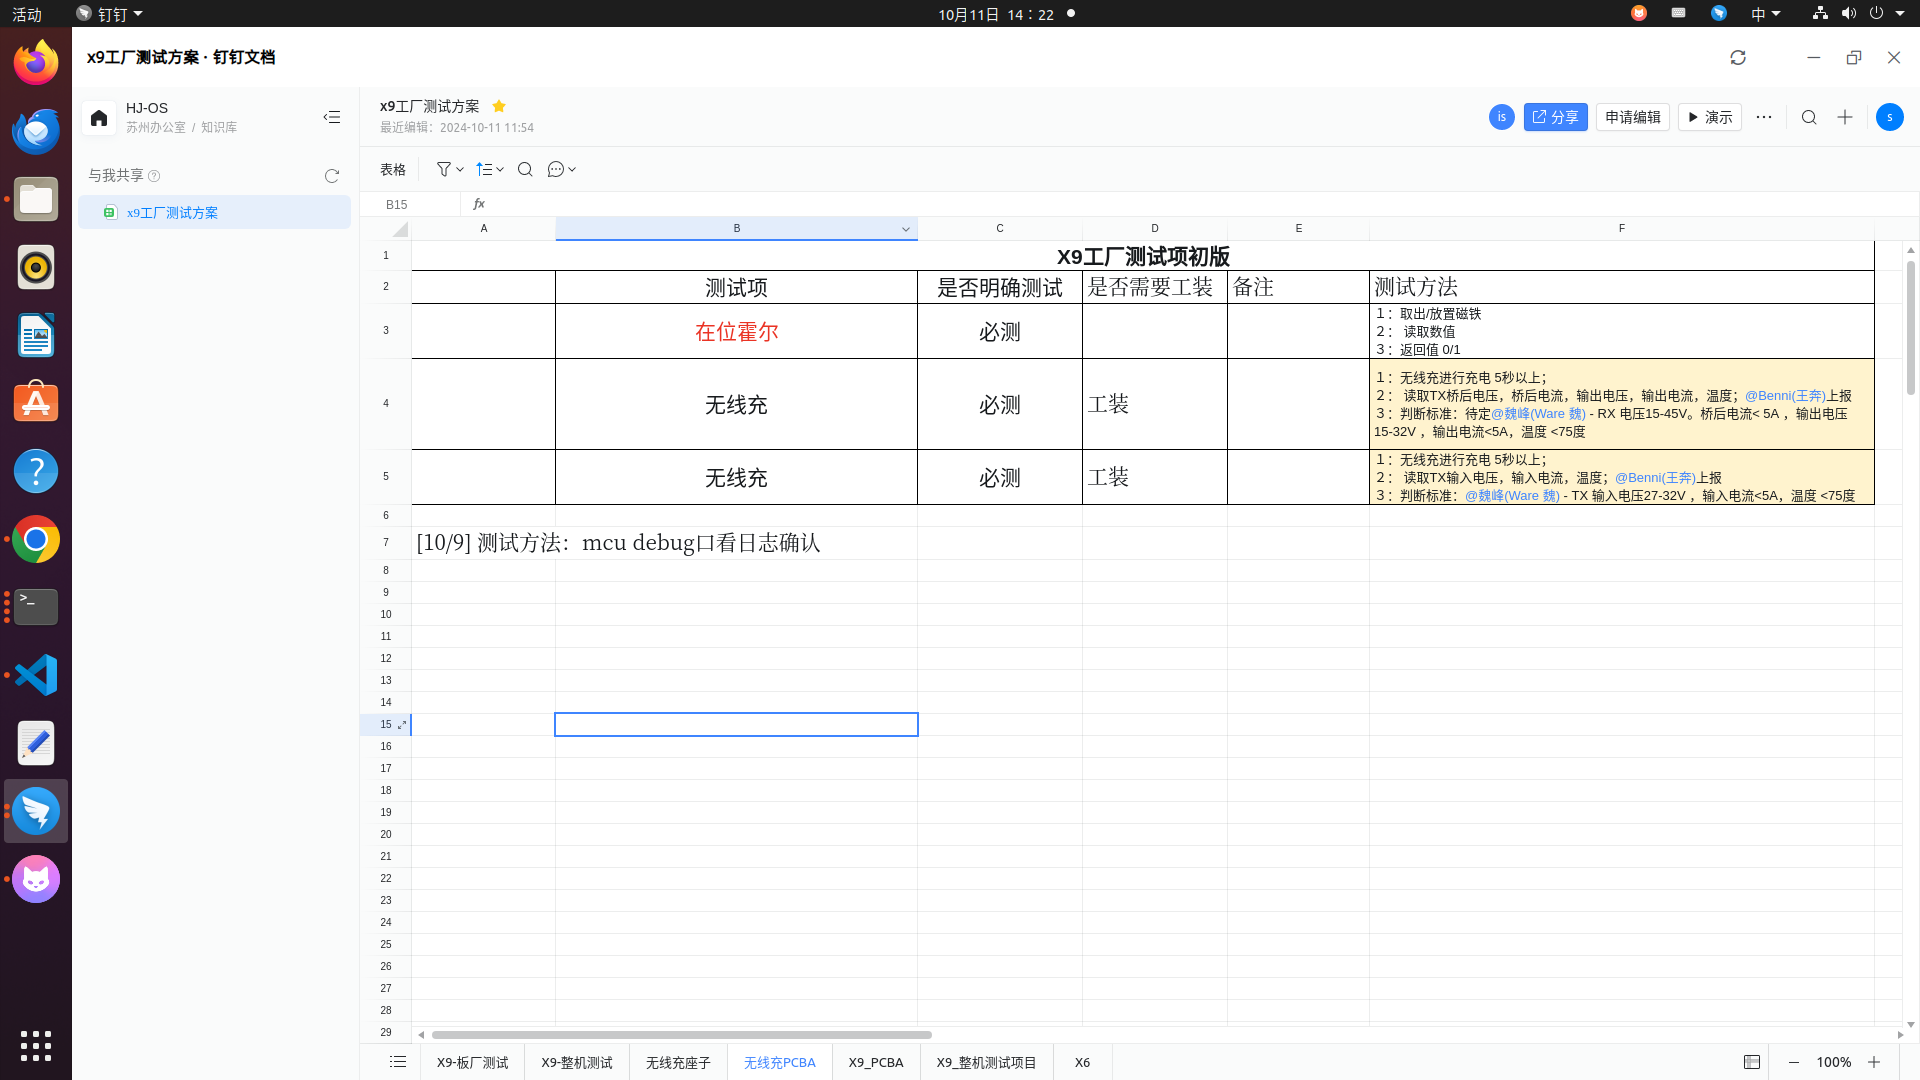 活动
钉钉
10月11日 14：22
中
x9工厂测试方案 · 钉钉文档
HJ-OS
苏州办公室 / 知识库
与我共享
x9工厂测试方案
x9工厂测试方案
最近编辑：2024-10-11 11:54
is
分享
申请编辑
演示
s
表格
B15
fx
A B C D E F
1 X9工厂测试项初版
2 测试项 是否明确测试 是否需要工装 备注 测试方法
3 在位霍尔 必测
1：取出/放置磁铁
2： 读取数值
3：返回值 0/1
4 无线充 必测 工装
1：无线充进行充电 5秒以上；
2： 读取TX桥后电压，桥后电流，输出电压，输出电流，温度；@Benni(王奔)上报
3：判断标准：待定@魏峰(Ware 魏) - RX 电压15-45V。桥后电流< 5A ，输出电压
15-32V ，输出电流<5A，温度 <75度
5 无线充 必测 工装
1：无线充进行充电 5秒以上；
2： 读取TX输入电压，输入电流，温度；@Benni(王奔)上报
3：判断标准：@魏峰(Ware 魏) - TX 输入电压27-32V ，输入电流<5A，温度 <75度
6
7 [10/9] 测试方法：mcu debug口看日志确认
8
9
10
11
12
13
14
15
16
17
18
19
20
21
22
23
24
25
26
27
28
29
X9-板厂测试 X9-整机测试 无线充座子 无线充PCBA X9_PCBA X9_整机测试项目 X6
100%